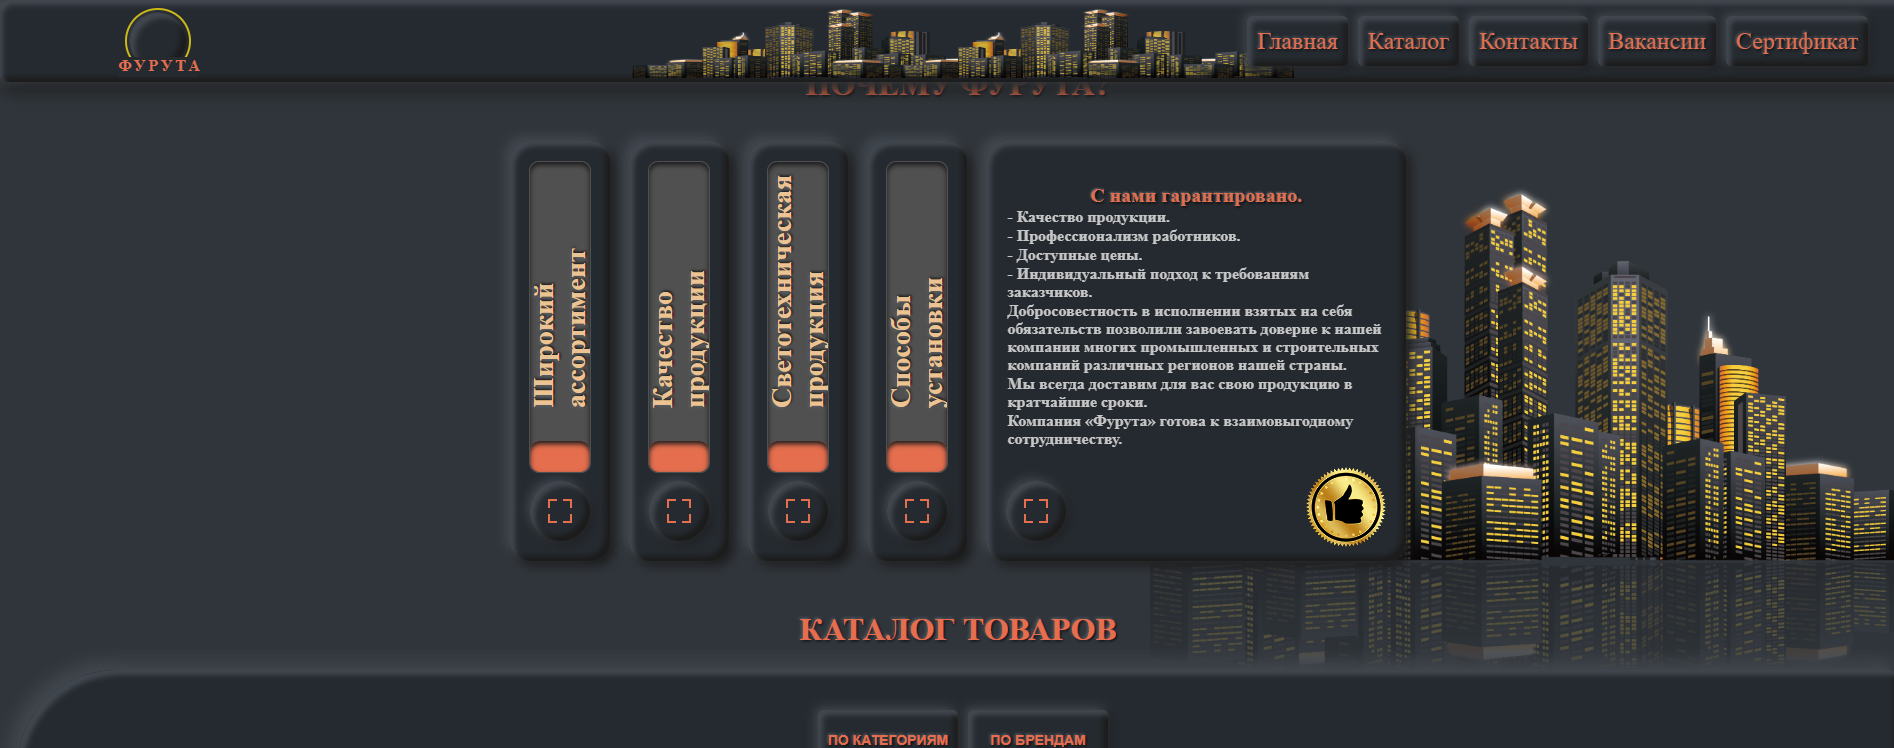 ФУРУТА
Главная
Каталог
Контакты
Вакансии
Сертификат
ПОЧЕМУ ФУРУТА?
Широкий
ассортимент
Качество
продукции
Светотехническая
продукция
Способы
установки
С нами гарантировано.
- Качество продукции.
- Профессионализм работников.
- Доступные цены.
- Индивидуальный подход к требованиям
заказчиков.
Добросовестность в исполнении взятых на себя
обязательств позволили завоевать доверие к нашей
компании многих промышленных и строительных
компаний различных регионов нашей страны.
Мы всегда доставим для вас свою продукцию в
кратчайшие сроки.
Компания «Фурута» готова к взаимовыгодному
сотрудничеству.
КАТАЛОГ ТОВАРОВ
ПО КАТЕГОРИЯМ
ПО БРЕНДАМ